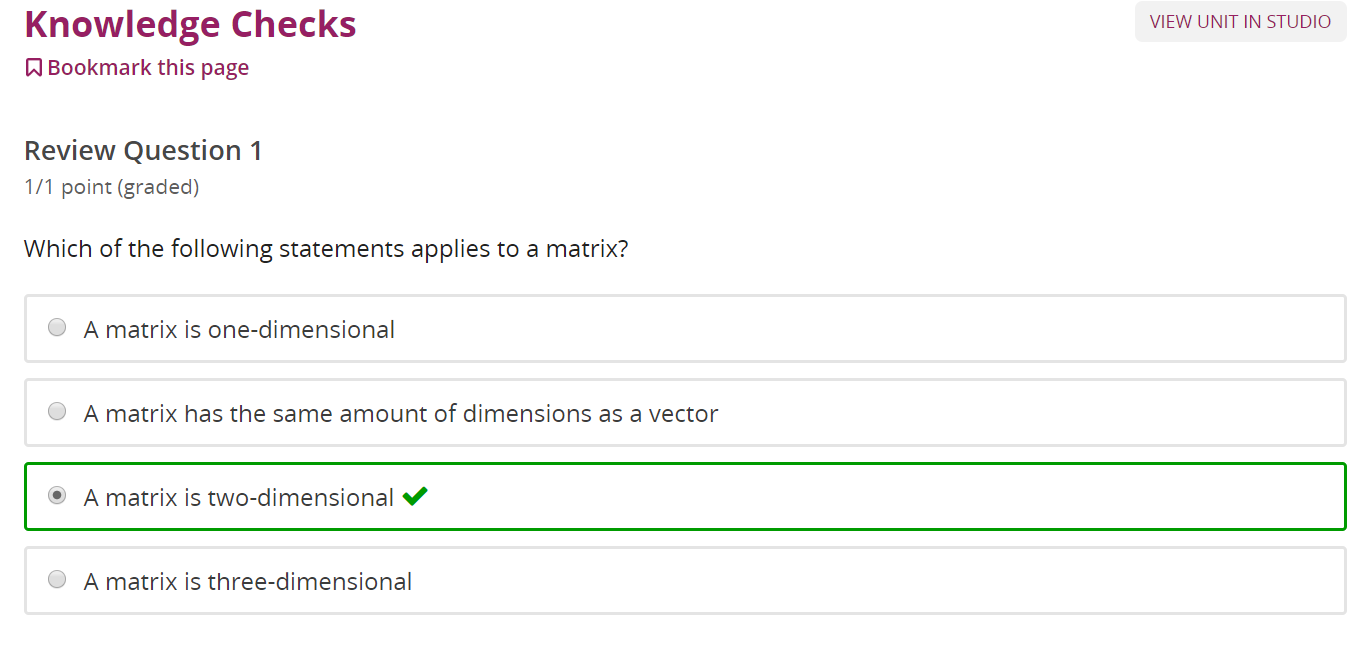 Knowledge Checks
VIEW UNIT IN STUDIO
Bookmark this page
Review Question 1
1/1 point (graded)
Which of the following statements applies to a matrix?
A matrix is one-dimensional
A matrix has the same amount of dimensions as a vector
A matrix is two-dimensional
A matrix is three-dimensional